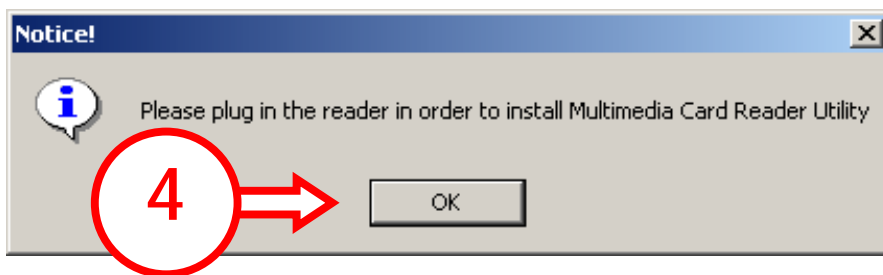 Notice!
Please plug in the reader in order to install Multimedia Card Reader Utility
4
OK